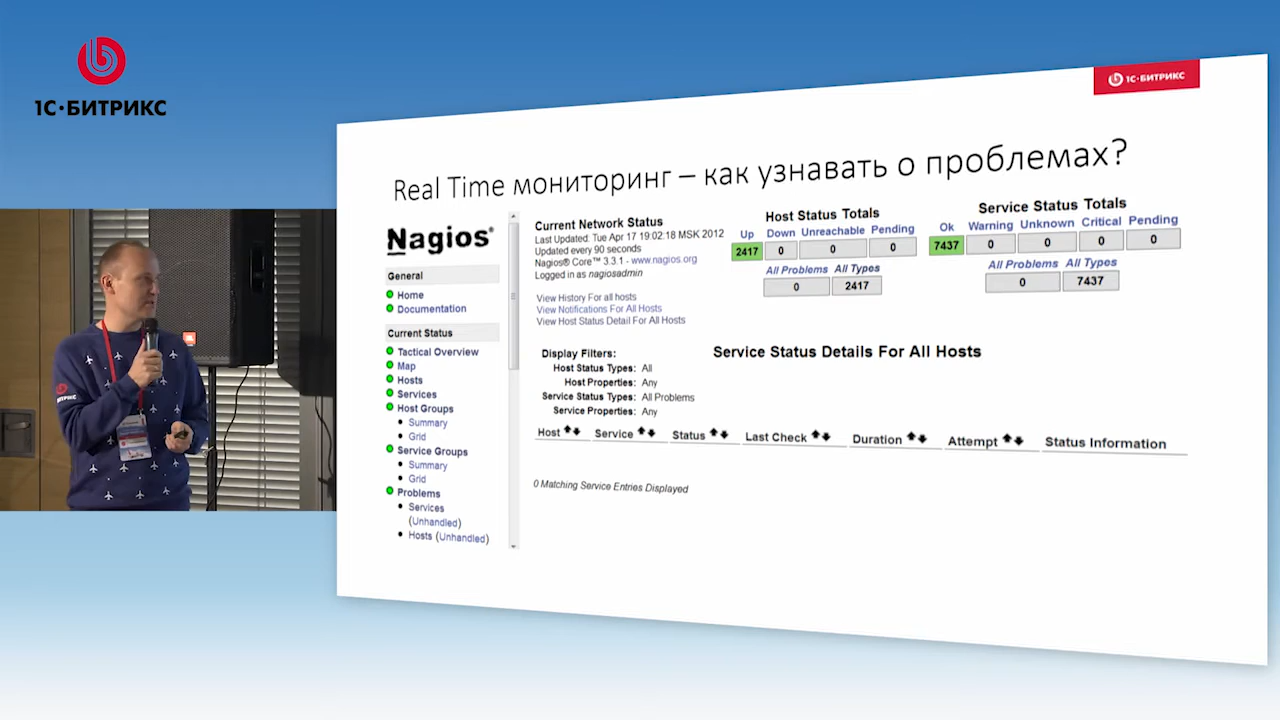 1С·БИТРИКС
1С·БИТРИКС
Real Time мониторинг – как узнавать о проблемах?
Nagios®
General
Home
Documentation
Current Status
Tactical Overview
Map
Hosts
Services
Host Groups
Summary
Grid
Service Groups
Summary
Grid
Problems
Services
(Unhandled)
Hosts (Unhandled)
Current Network Status
Last Updated: Tue Apr 17 19:02:18 MSK 2012
Updated every 90 seconds
Nagios® Core™ 3.3.1 - www.nagios.org
Logged in as nagiosadmin
View History For all hosts
View Notifications For All Hosts
View Host Status Detail For All Hosts
Host Status Totals
Up Down Unreachable Pending
2417 0 0 0
All Problems All Types
0 2417
Service Status Totals
Ok Warning Unknown Critical Pending
7437 0 0 0 0
All Problems All Types
0 7437
Display Filters:
Host Status Types: All
Host Properties: Any
Service Status Types: All Problems
Service Properties: Any
Service Status Details For All Hosts
Host Service Status Last Check Duration Attempt Status Information
0 Matching Service Entries Displayed
БИТРИКС
JBL